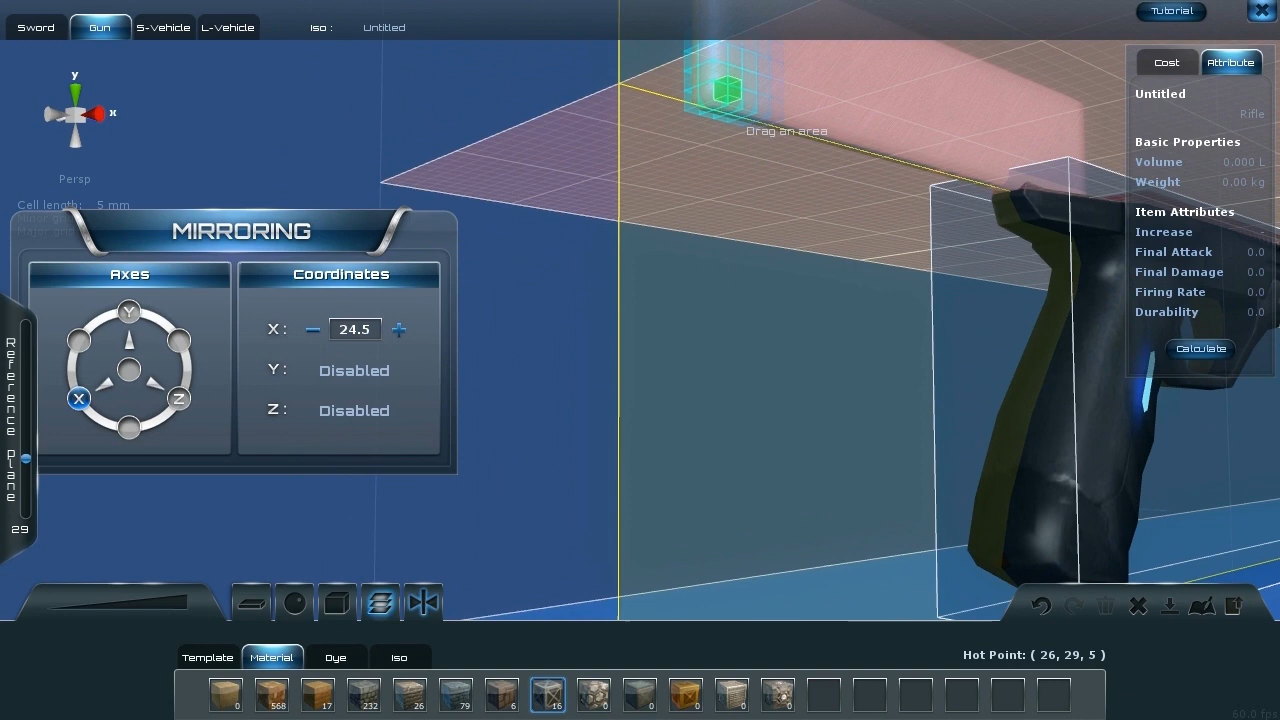 Sword Gun S-Vehicle L-Vehicle Iso : Untitled
Tutorial
Cost Attribute
y
x
Persp
Cell length: 5 mm
Drag an area
Untitled
Rifle
Basic Properties
Volume 0.000 L
Weight 0.00 kg
Item Attributes
Increase -
Final Attack 0.0
Final Damage 0.0
Firing Rate 0.0
Durability 0.0
Calculate
MIRRORING
Axes
Y
X
Z
Coordinates
X : 24.5
Y : Disabled
Z : Disabled
Reference Plane
29
Template Material Dye Iso
Hot Point: ( 26, 29, 5 )
0 568 17 232 26 79 6 16 0 0 0 0 0
60.0 fps